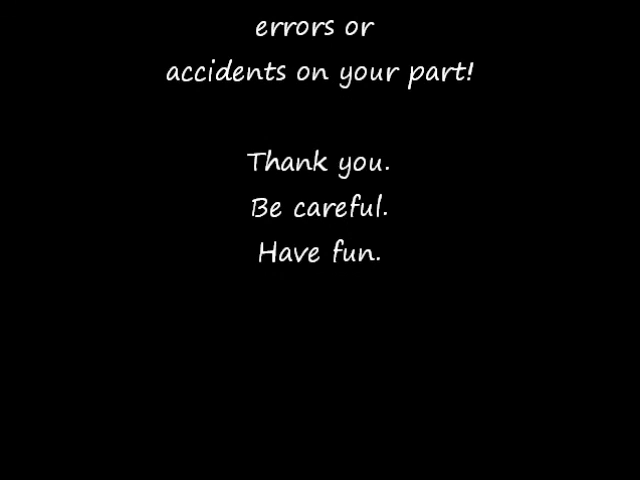 errors or
accidents on your part!
Thank you.
Be careful.
Have fun.